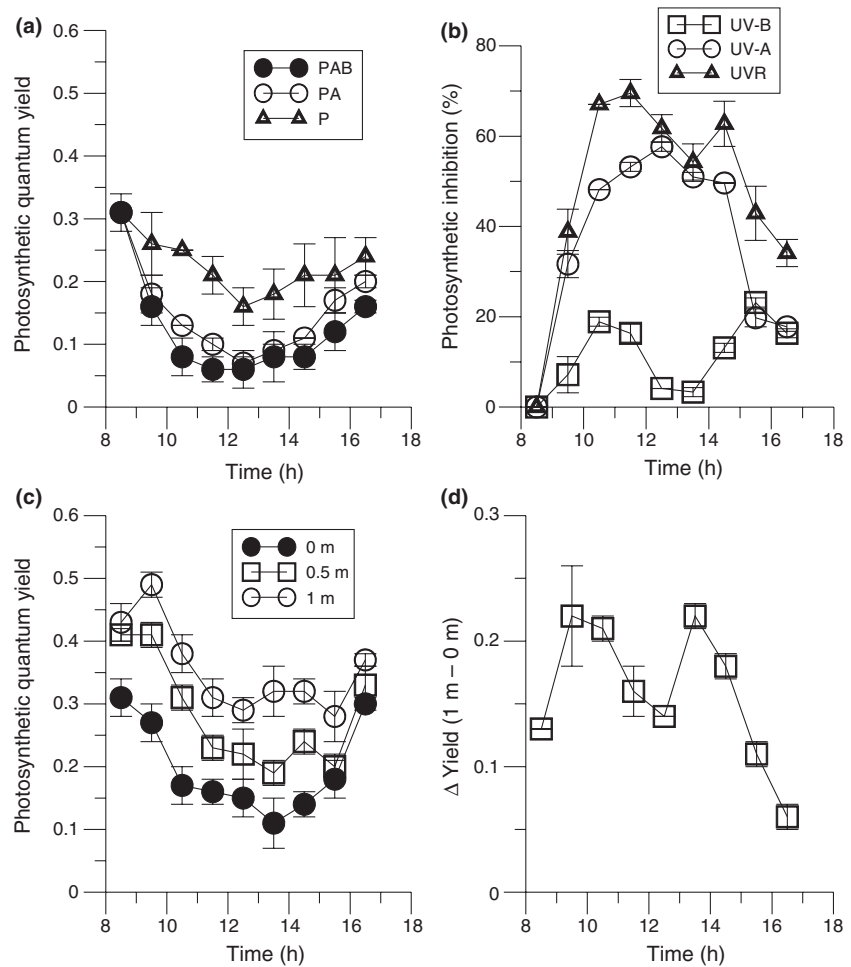 (a)
0.6
0.5
0.4
0.3
0.2
0.1
0
Photosynthetic quantum yield
PAB
PA
P
8 10 12 14 16 18
Time (h)
(b)
80
60
40
20
0
Photosynthetic inhibition (%)
UV-B
UV-A
UVR
8 10 12 14 16 18
Time (h)
(c)
0.6
0.5
0.4
0.3
0.2
0.1
0
Photosynthetic quantum yield
0 m
0.5 m
1 m
8 10 12 14 16 18
Time (h)
(d)
0.3
0.2
0.1
0
Δ Yield (1 m – 0 m)
8 10 12 14 16 18
Time (h)